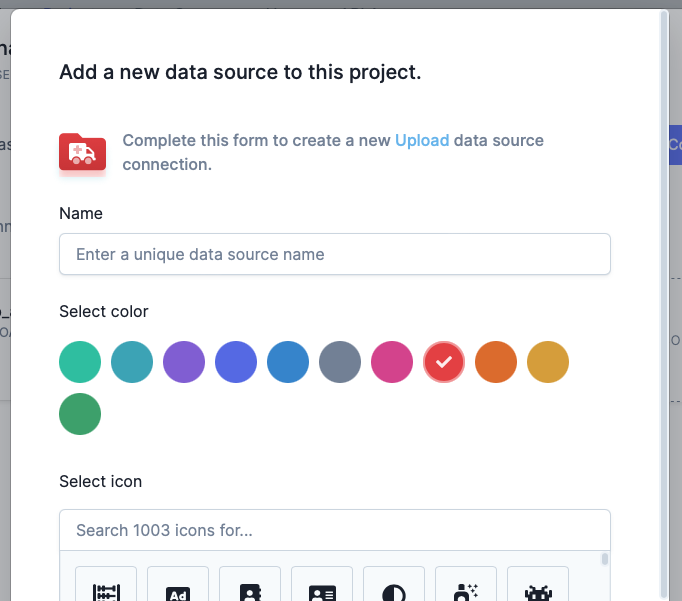 Add a new data source to this project.
Complete this form to create a new Upload data source
connection.
Name
Enter a unique data source name
Select color
Select icon
Search 1003 icons for...
Ad